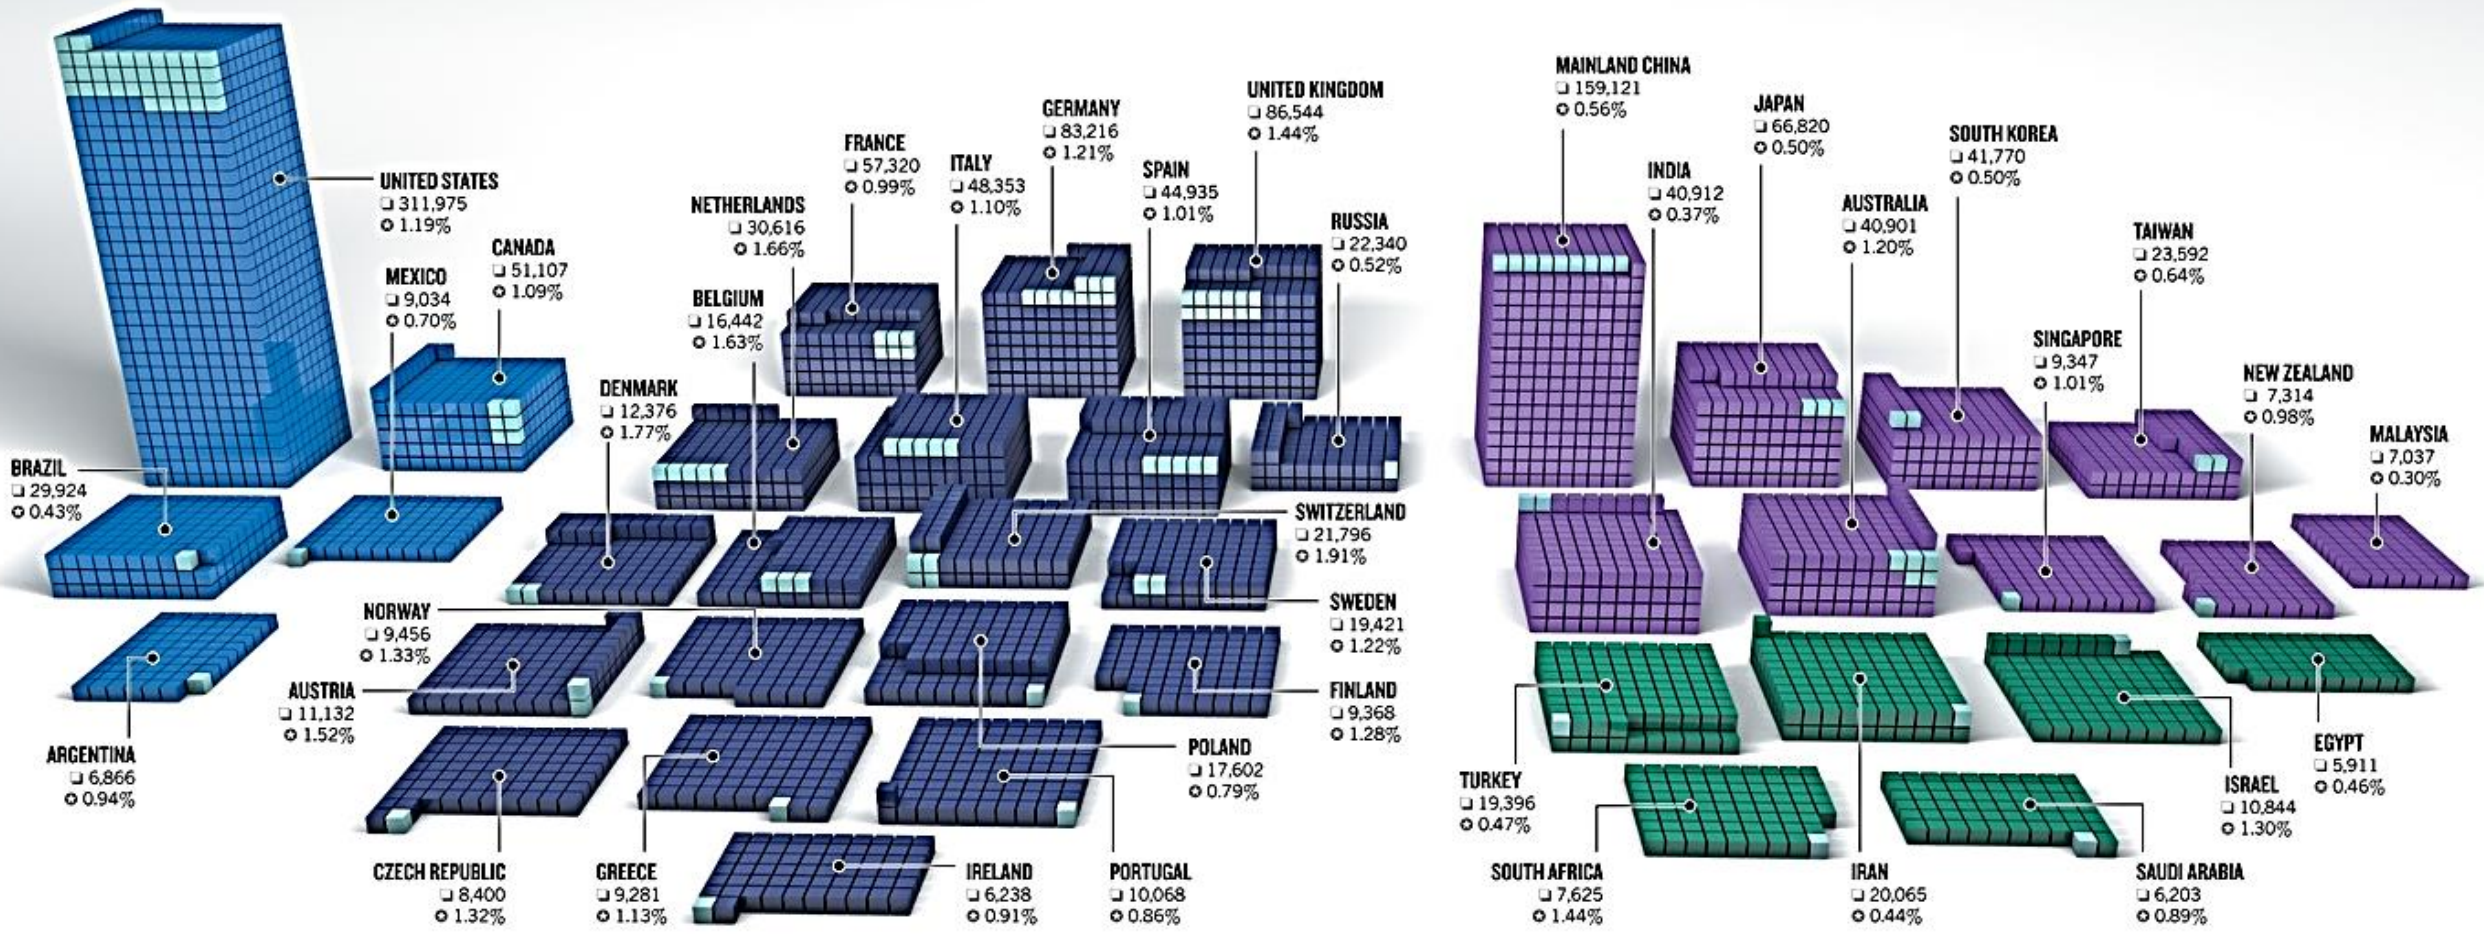 UNITED STATES
❏ 311,975
✪ 1.19%
CANADA
❏ 51,107
✪ 1.09%
MEXICO
❏ 9,034
✪ 0.70%
BRAZIL
❏ 29,924
✪ 0.43%
ARGENTINA
❏ 6,866
✪ 0.94%
FRANCE
❏ 57,320
✪ 0.99%
ITALY
❏ 48,353
✪ 1.10%
GERMANY
❏ 83,216
✪ 1.21%
SPAIN
❏ 44,935
✪ 1.01%
UNITED KINGDOM
❏ 86,544
✪ 1.44%
RUSSIA
❏ 22,340
✪ 0.52%
NETHERLANDS
❏ 30,616
✪ 1.66%
BELGIUM
❏ 16,442
✪ 1.63%
DENMARK
❏ 12,376
✪ 1.77%
SWITZERLAND
❏ 21,796
✪ 1.91%
SWEDEN
❏ 19,421
✪ 1.22%
NORWAY
❏ 9,456
✪ 1.33%
AUSTRIA
❏ 11,132
✪ 1.52%
FINLAND
❏ 9,368
✪ 1.28%
POLAND
❏ 17,602
✪ 0.79%
CZECH REPUBLIC
❏ 8,400
✪ 1.32%
GREECE
❏ 9,281
✪ 1.13%
IRELAND
❏ 6,238
✪ 0.91%
PORTUGAL
❏ 10,068
✪ 0.86%
MAINLAND CHINA
❏ 159,121
✪ 0.56%
JAPAN
❏ 66,820
✪ 0.50%
SOUTH KOREA
❏ 41,770
✪ 0.50%
INDIA
❏ 40,912
✪ 0.37%
AUSTRALIA
❏ 40,901
✪ 1.20%
TAIWAN
❏ 23,592
✪ 0.64%
SINGAPORE
❏ 9,347
✪ 1.01%
NEW ZEALAND
❏ 7,314
✪ 0.98%
MALAYSIA
❏ 7,037
✪ 0.30%
TURKEY
❏ 19,396
✪ 0.47%
SOUTH AFRICA
❏ 7,625
✪ 1.44%
IRAN
❏ 20,065
✪ 0.44%
SAUDI ARABIA
❏ 6,203
✪ 0.89%
ISRAEL
❏ 10,844
✪ 1.30%
EGYPT
❏ 5,911
✪ 0.46%